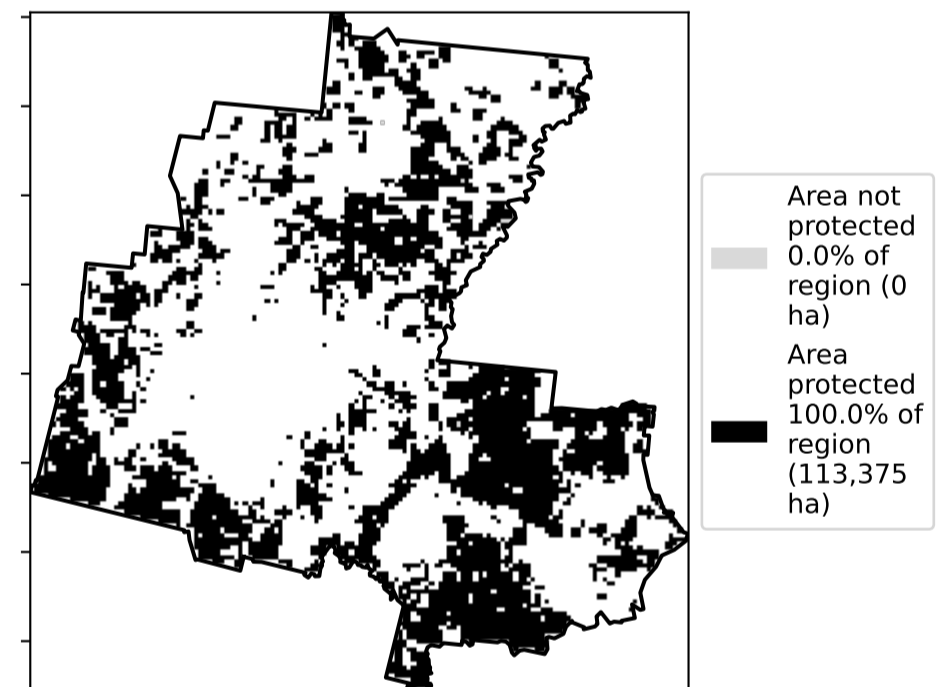 Area not
protected
0.0% of
region (0
ha)
Area
protected
100.0% of
region
(113,375
ha)